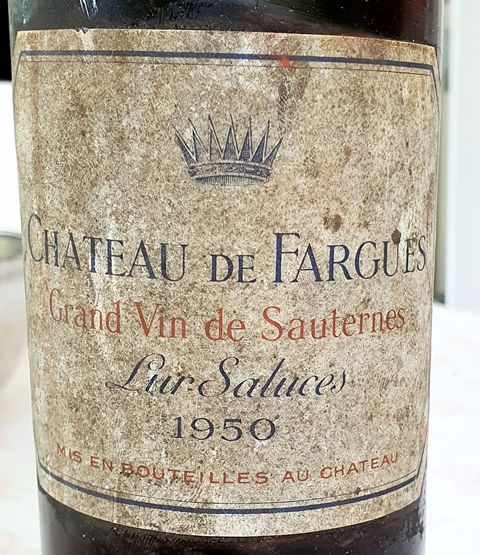 CHATEAU DE FARGUES
Grand Vin de Sauternes
Lur-Saluces
1950
MIS EN BOUTEILLES AU CHATEAU